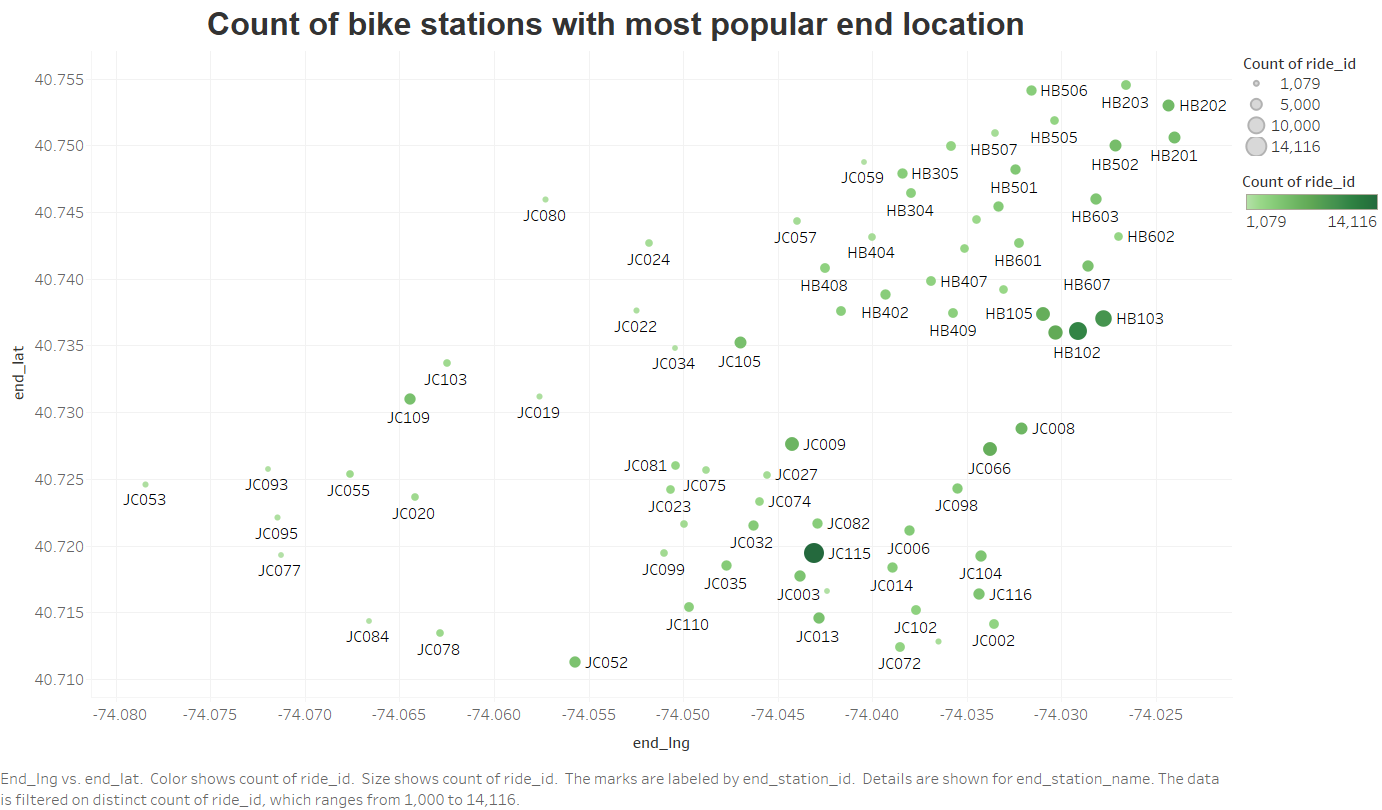 Count of bike stations with most popular end location
Count of ride_id
1,079
5,000
10,000
14,116
Count of ride_id
1,079 14,116
end_lat
40.755
40.750
40.745
40.740
40.735
40.730
40.725
40.720
40.715
40.710
HB506
HB203
HB202
HB505
HB507
HB502
HB201
JC059
HB305
HB501
HB304
HB603
JC080
JC057
HB602
HB404
JC024
HB601
HB408
HB407
HB607
HB402
HB105
HB103
JC022
HB409
HB102
JC034
JC105
JC103
JC109
JC019
JC008
JC009
JC081
JC066
JC093
JC075
JC027
JC055
JC053
JC023
JC074
JC098
JC020
JC082
JC095
JC032
JC006
JC115
JC077
JC099
JC104
JC035
JC014
JC003
JC116
JC110
JC102
JC084
JC013
JC002
JC078
JC052
JC072
-74.080 -74.075 -74.070 -74.065 -74.060 -74.055 -74.050 -74.045 -74.040 -74.035 -74.030 -74.025
end_lng
End_lng vs. end_lat. Color shows count of ride_id. Size shows count of ride_id. The marks are labeled by end_station_id. Details are shown for end_station_name. The data
is filtered on distinct count of ride_id, which ranges from 1,000 to 14,116.